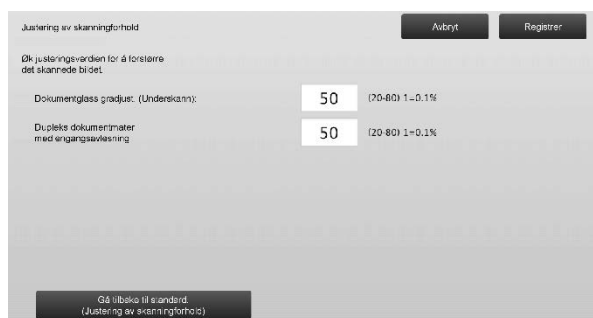 Justering av skanningforhold
Avbryt
Registrer
Øk justeringsverdien for å forstørre
det skannede bildet.
Dokumentglass gradjust. (Underskann):
50
(20-80) 1=0.1%
Dupleks dokumentmater
med engangsavlesning
50
(20-80) 1=0.1%
Gå tilbake til standard.
(Justering av skanningforhold)